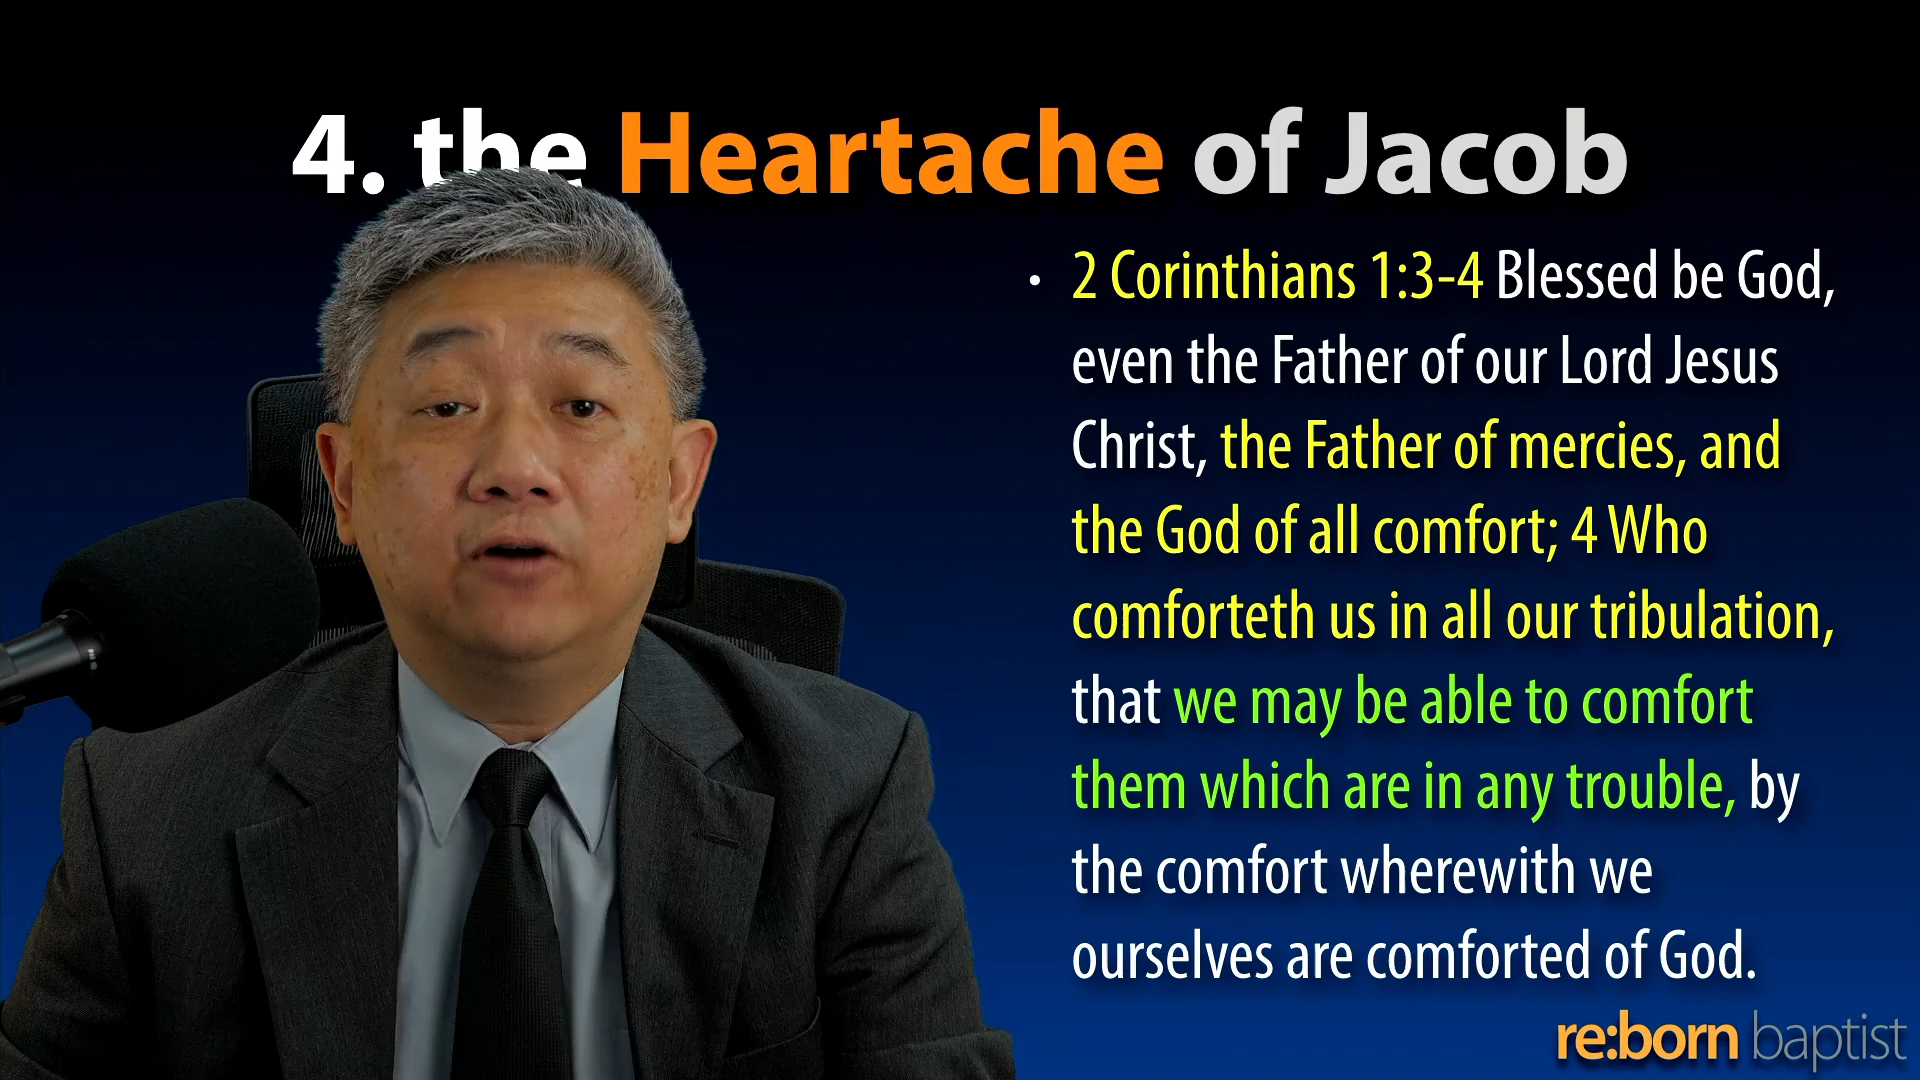 4. the Heartache of Jacob
• 2 Corinthians 1:3-4 Blessed be God,
even the Father of our Lord Jesus
Christ, the Father of mercies, and
the God of all comfort; 4 Who
comforteth us in all our tribulation,
that we may be able to comfort
them which are in any trouble, by
the comfort wherewith we
ourselves are comforted of God.
re:born baptist